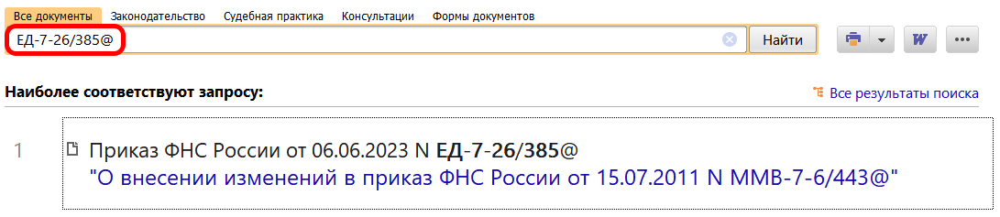 Все документы Законодательство Судебная практика Консультации Формы документов
ЕД-7-26/385@ Найти W
Наиболее соответствуют запросу: Все результаты поиска
1 Приказ ФНС России от 06.06.2023 N ЕД-7-26/385@
"О внесении изменений в приказ ФНС России от 15.07.2011 N ММВ-7-6/443@"